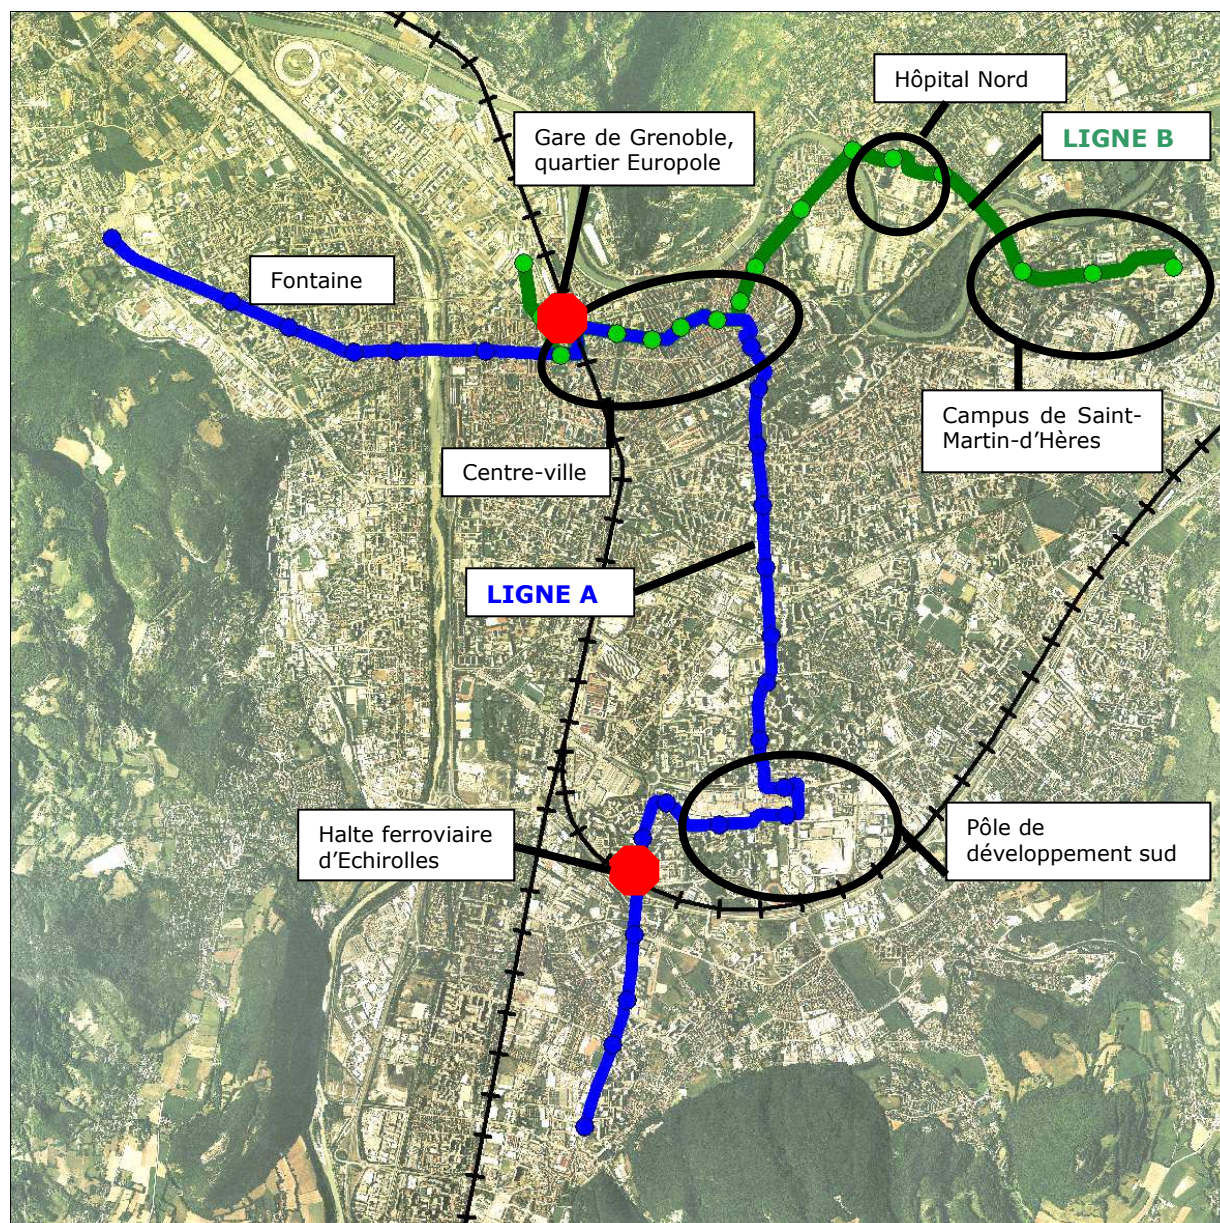 Hôpital Nord
Gare de Grenoble,
quartier Europole
LIGNE B
Fontaine
Campus de Saint-
Martin-d'Hères
Centre-ville
LIGNE A
Halte ferroviaire
d'Echirolles
Pôle de
développement sud